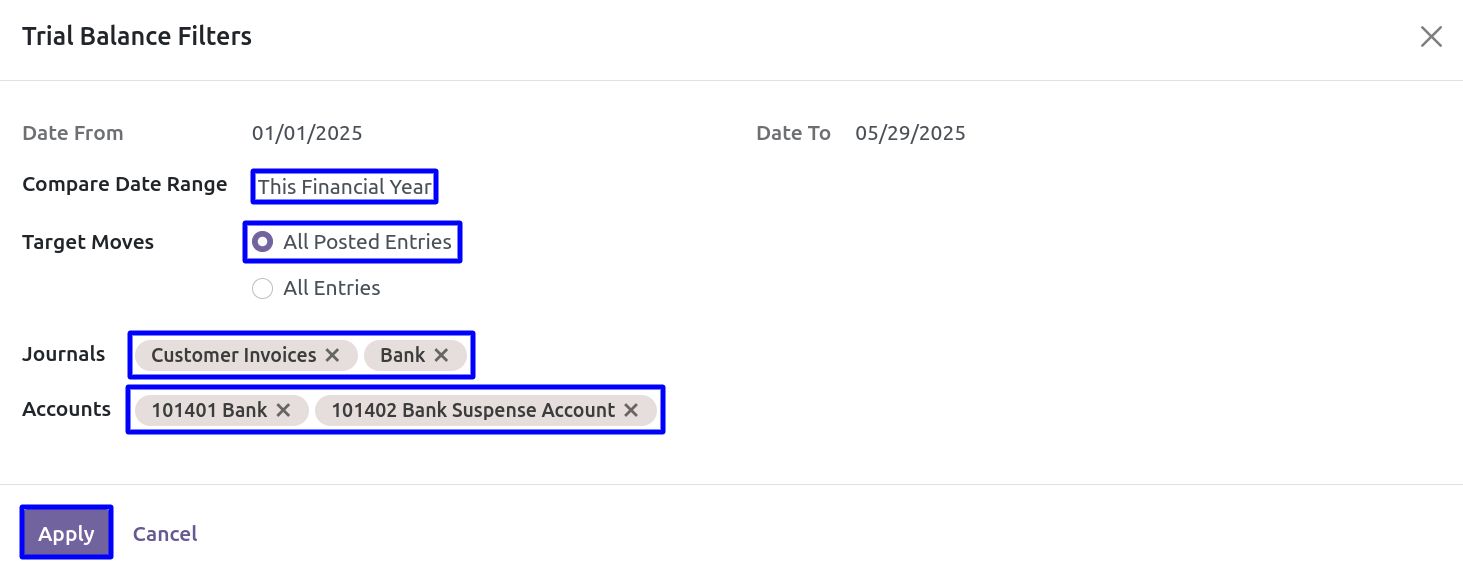 Trial Balance Filters
Date From 01/01/2025 Date To 05/29/2025
Compare Date Range This Financial Year
Target Moves All Posted Entries
All Entries
Journals Customer Invoices Bank
Accounts 101401 Bank 101402 Bank Suspense Account
Apply Cancel